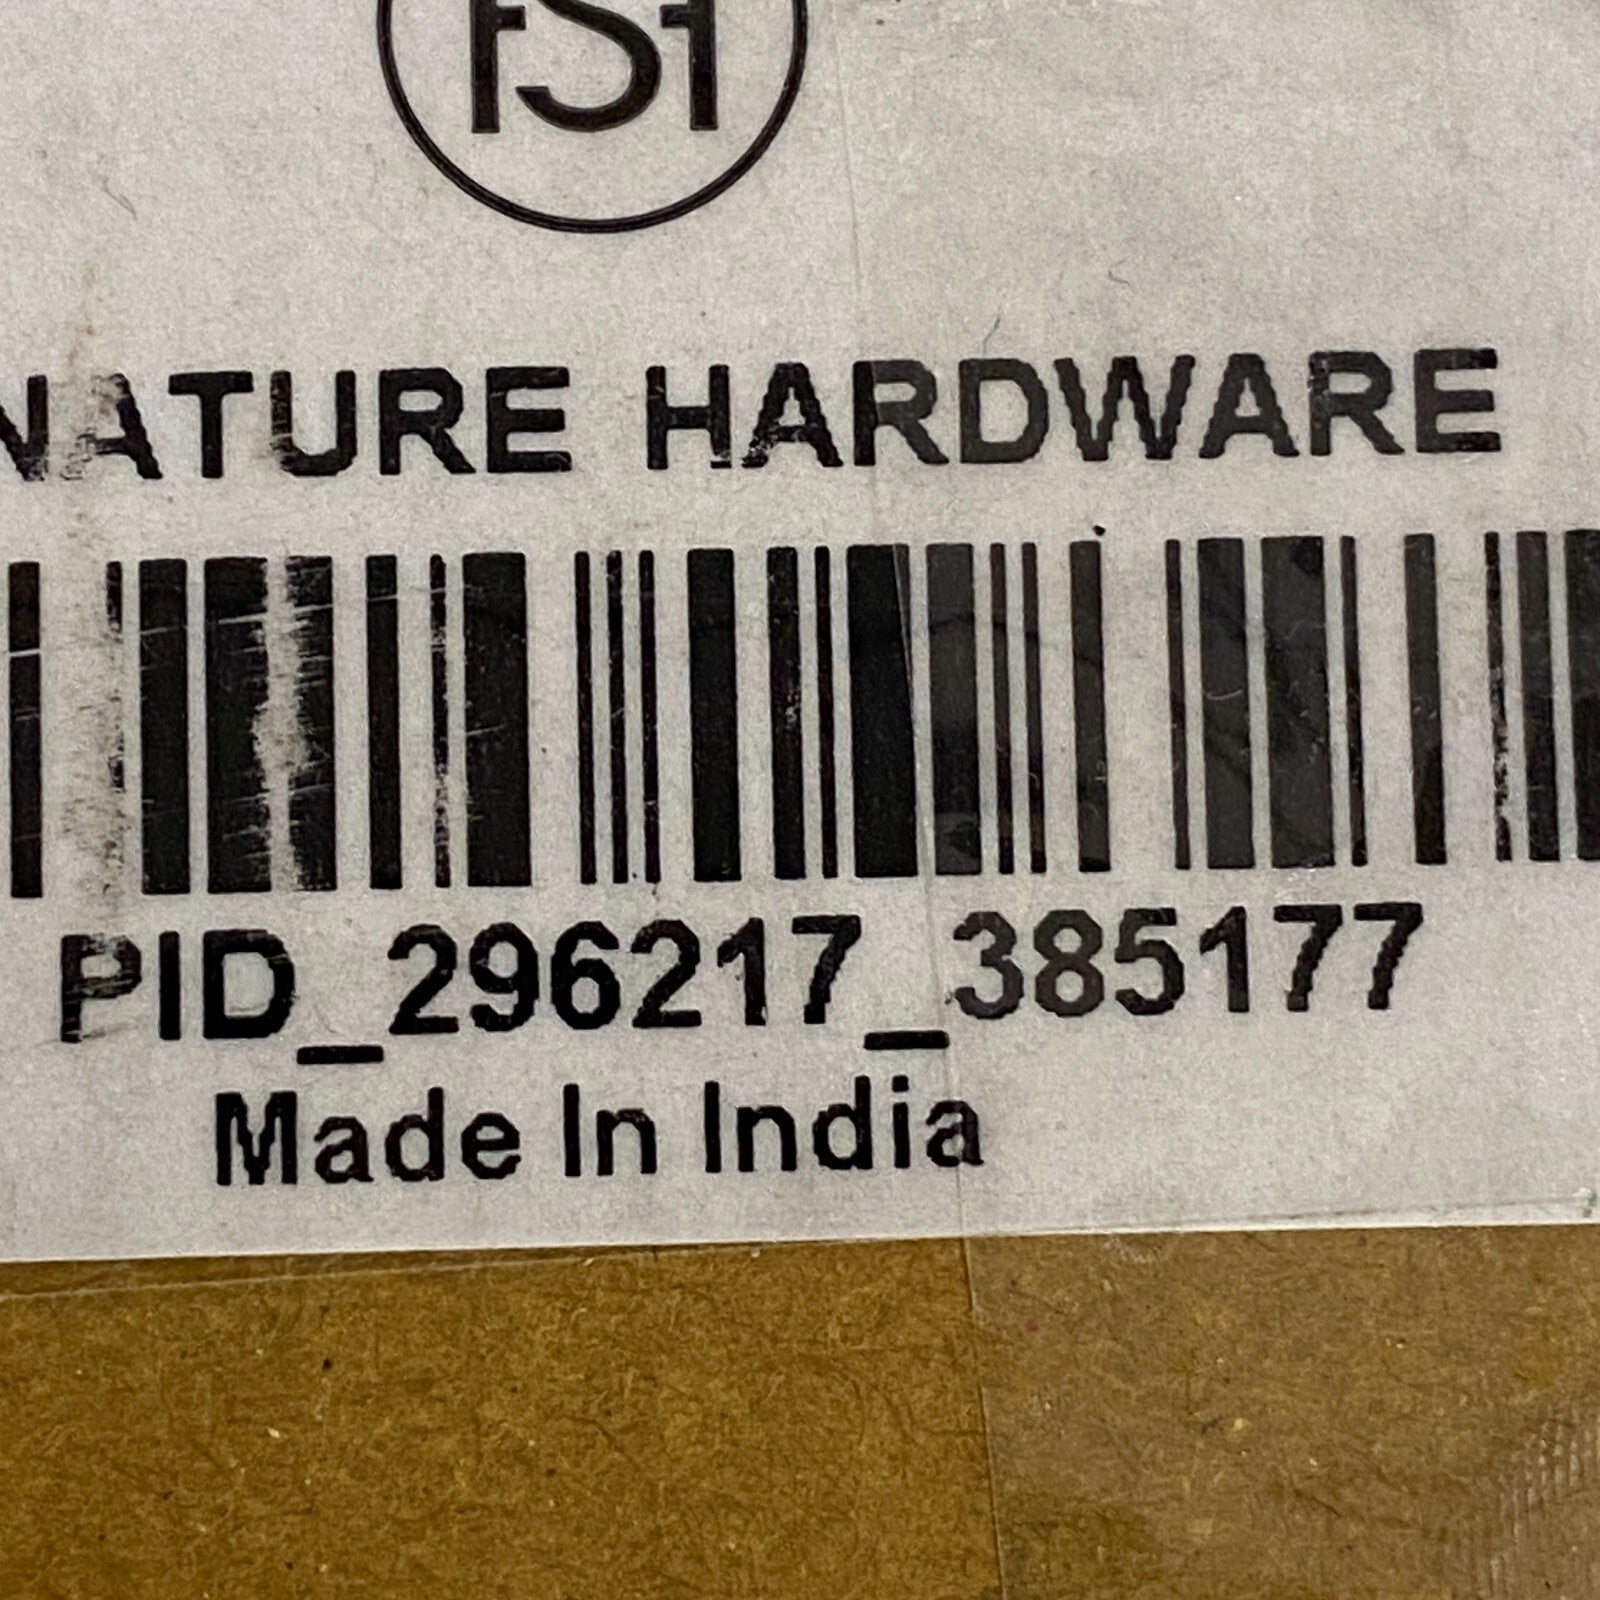 NATURE HARDWARE
PID_296217_385177
Made In India